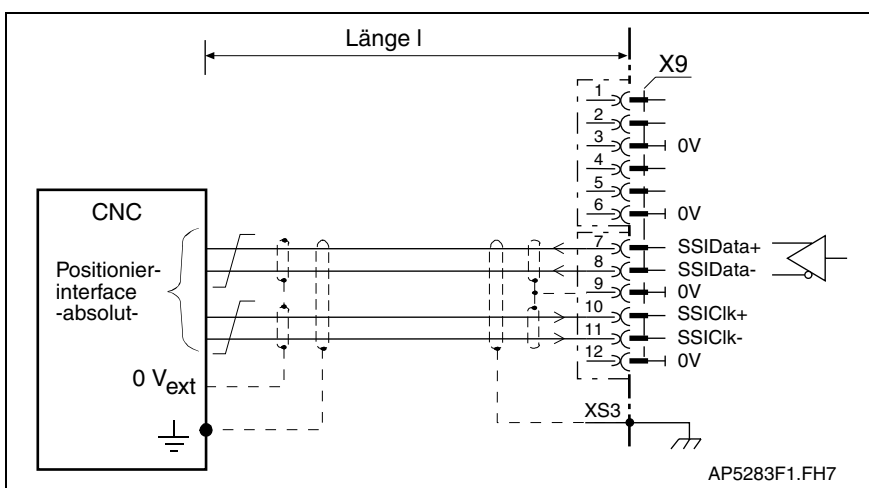 Länge l
X9
1
2
3 0V
4
5
6 0V
CNC
Positionier-
interface
-absolut-
7 SSIData+
8 SSIData-
9 0V
10 SSIClk+
11 SSIClk-
12 0V
0 Vext
XS3
AP5283F1.FH7